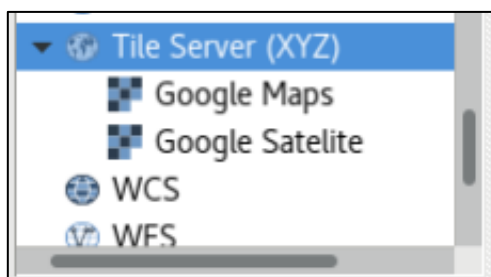 Tile Server (XYZ)
Google Maps
Google Satelite
WCS
WFS